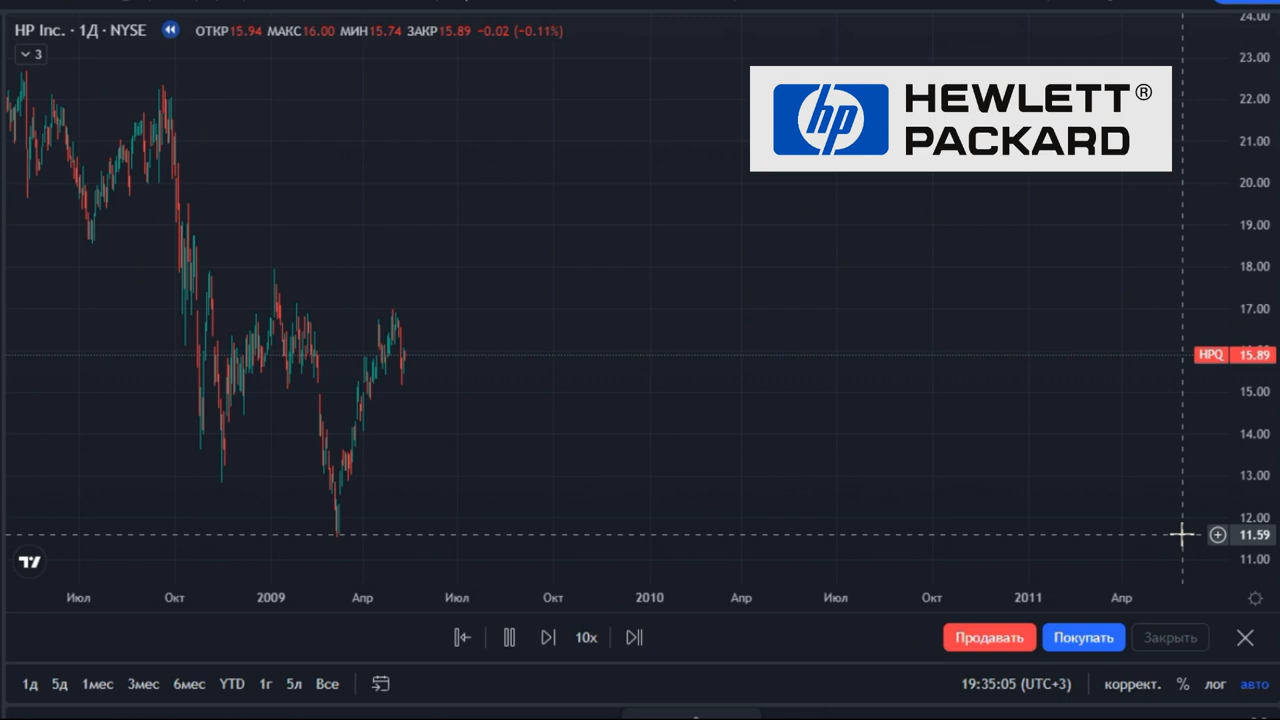 HP Inc. · 1Д · NYSE ОТКР15.94 МАКС16.00 МИН15.74 ЗАКР15.89 −0.02 (−0.11%)
3
hp HEWLETT®
PACKARD
24.00
23.00
22.00
21.00
20.00
19.00
18.00
17.00
HPQ 15.89
15.00
14.00
13.00
12.00
11.59
11.00
Июл Окт 2009 Апр Июл Окт 2010 Апр Июл Окт 2011 Апр
10x Продавать Покупать Закрыть
1д 5д 1мес 3мес 6мес YTD 1г 5л Все 19:35:05 (UTC+3) коррект. % лог авто